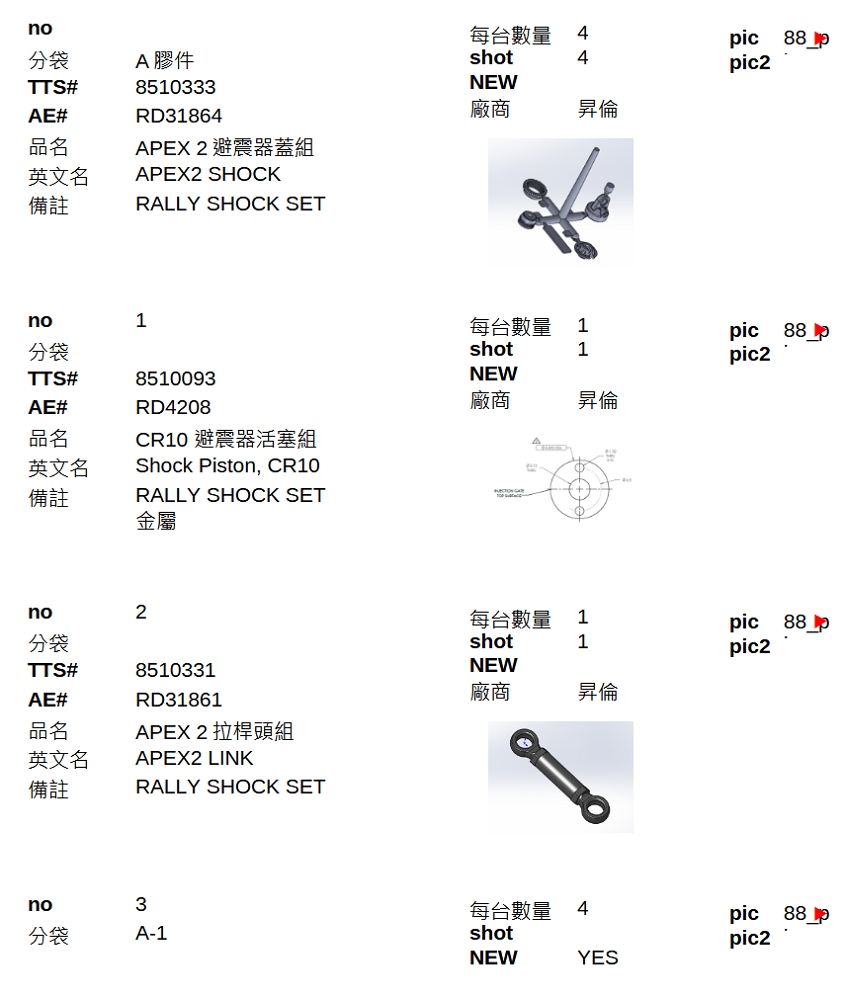 no
每台數量 4
pic 88_p
分袋 A 膠件
shot 4
pic2
TTS# 8510333
NEW
AE# RD31864
廠商 昇倫
品名 APEX 2 避震器蓋組
英文名 APEX2 SHOCK
備註 RALLY SHOCK SET
no 1
每台數量 1
pic 88_p
分袋
shot 1
pic2
TTS# 8510093
NEW
AE# RD4208
廠商 昇倫
品名 CR10 避震器活塞組
英文名 Shock Piston, CR10
備註 RALLY SHOCK SET
金屬
INJECTION GATE
TOP SURFACE
no 2
每台數量 1
pic 88_p
分袋
shot 1
pic2
TTS# 8510331
NEW
AE# RD31861
廠商 昇倫
品名 APEX 2 拉桿頭組
英文名 APEX2 LINK
備註 RALLY SHOCK SET
no 3
每台數量 4
pic 88_p
分袋 A-1
shot
pic2
NEW YES